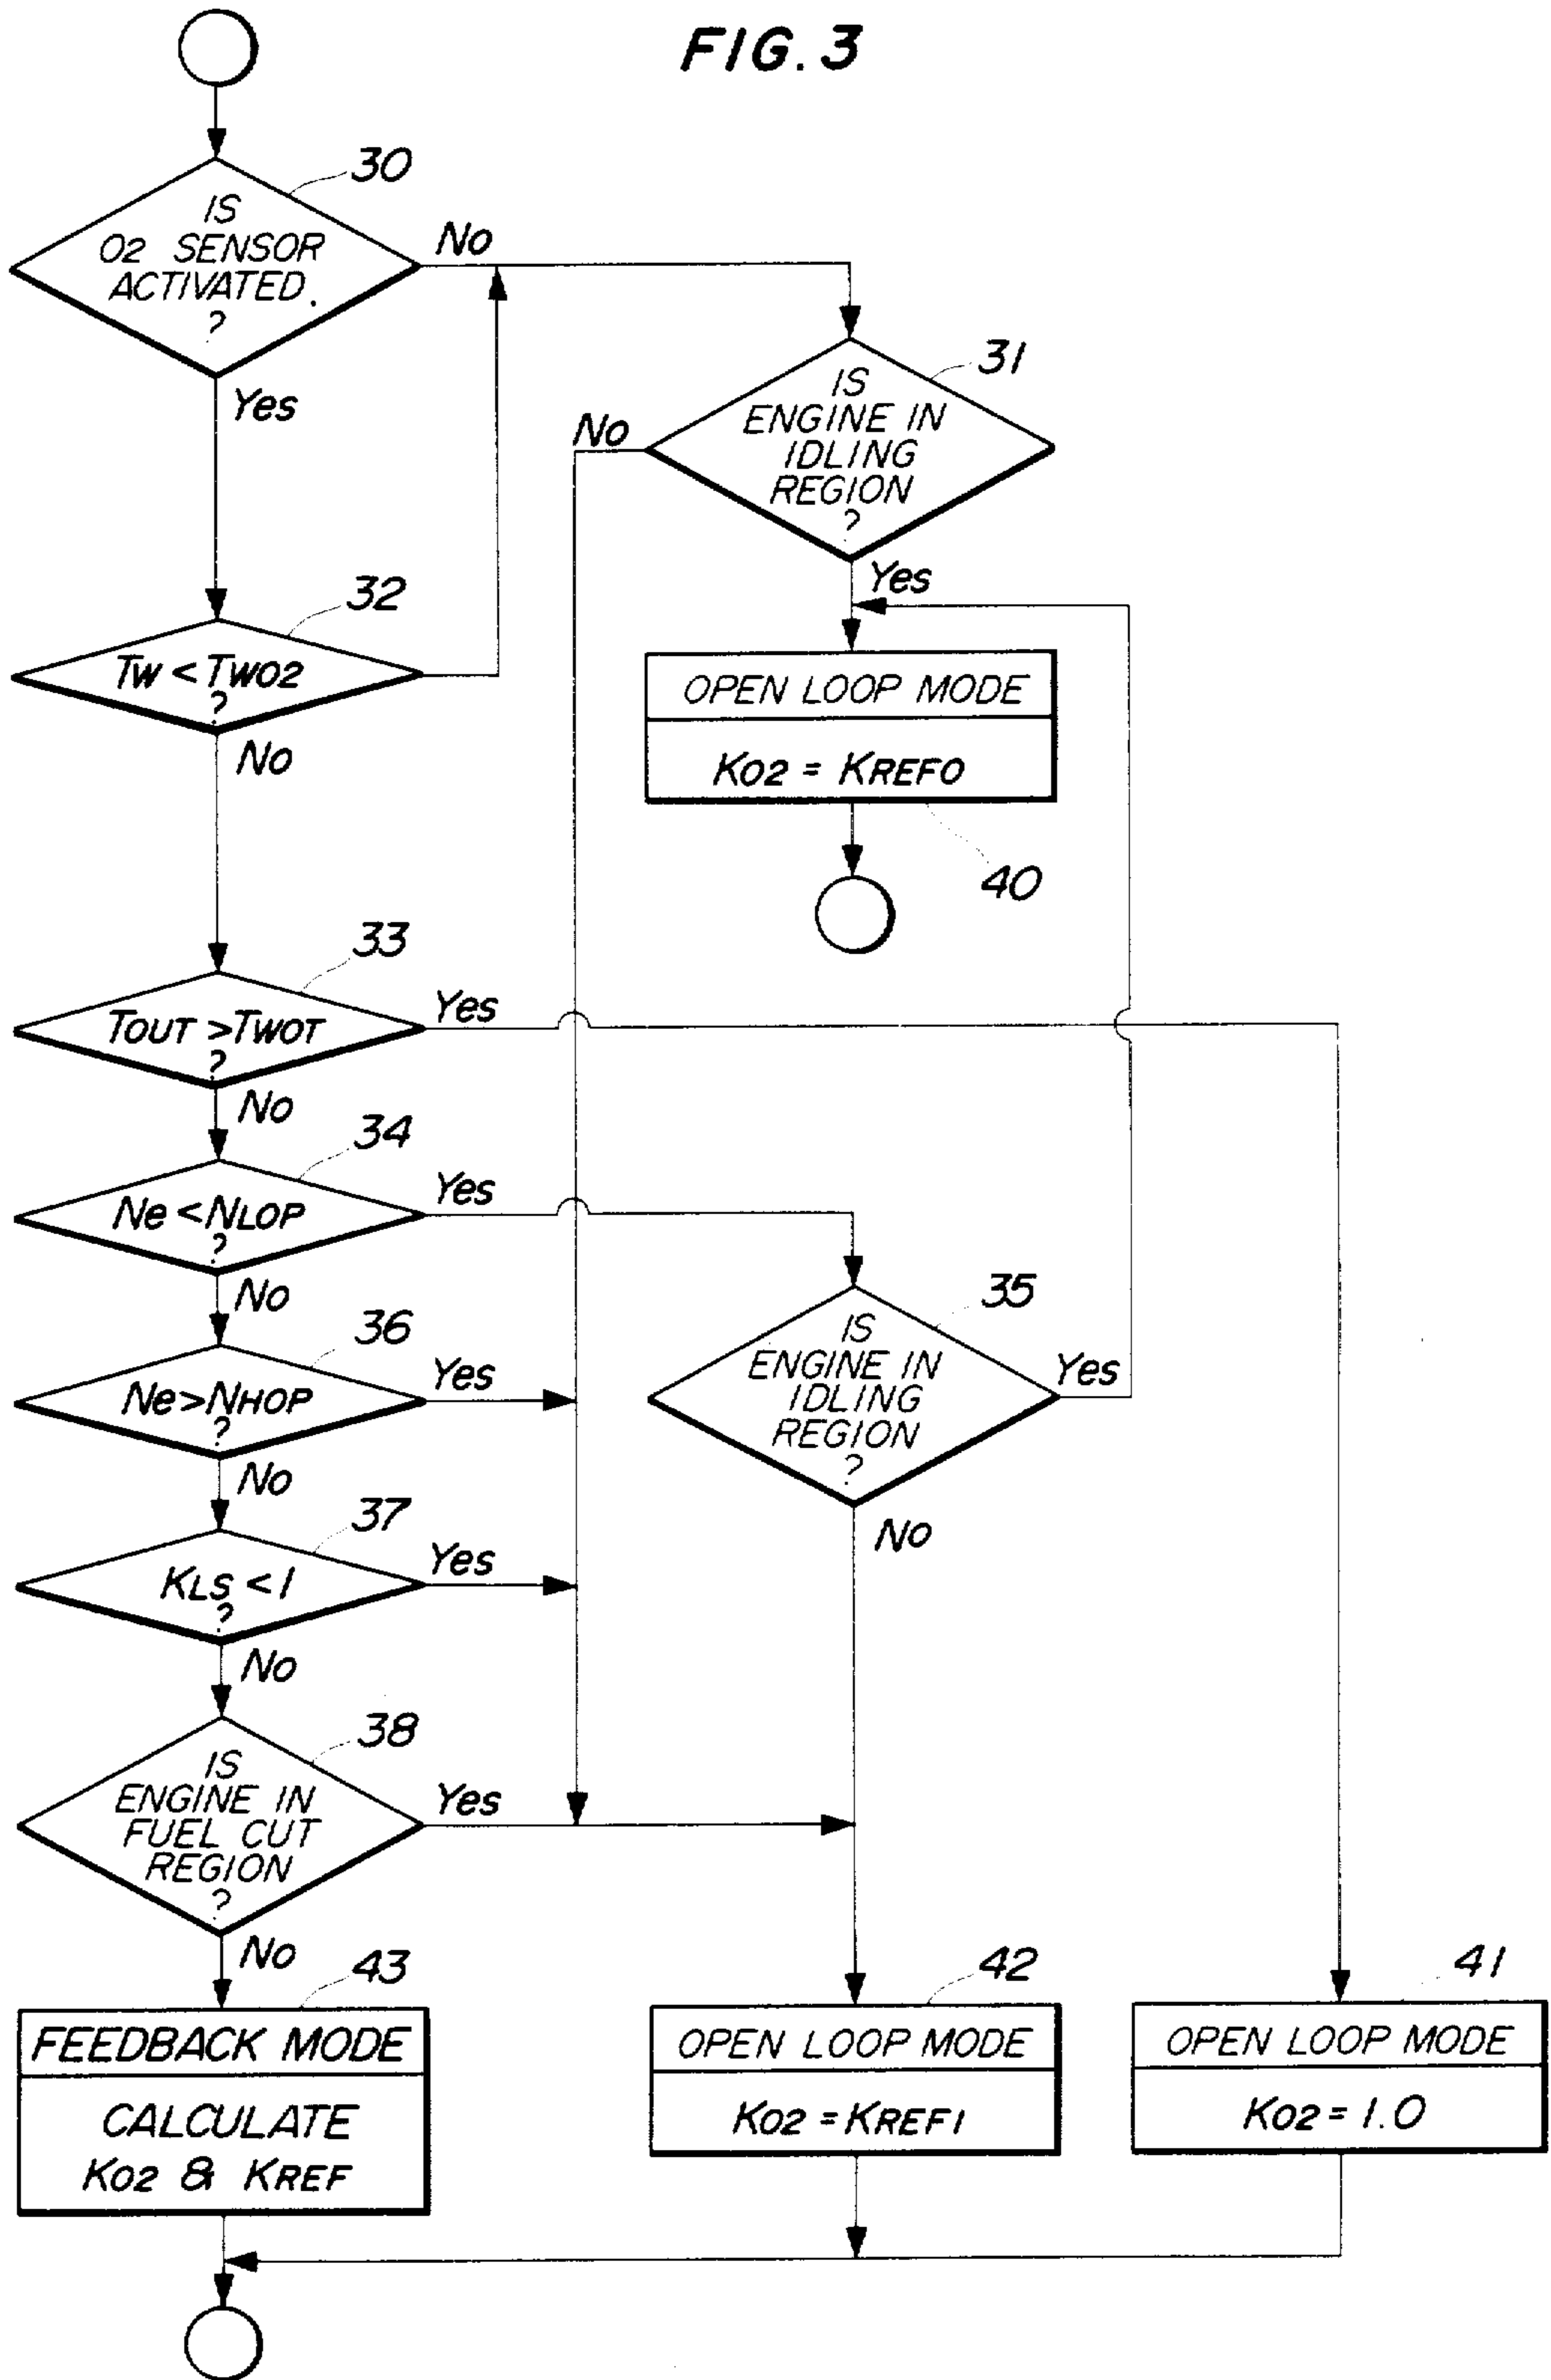 FIG. 3
30
IS
O2 SENSOR
ACTIVATED.
?
No
Yes
31
IS
ENGINE IN
IDLING
REGION
?
No
Yes
32
TW < TWO2
?
No
OPEN LOOP MODE
KO2 = KREFO
40
33
TOUT > TWOT
?
Yes
No
34
Ne < NLOP
?
Yes
No
35
IS
ENGINE IN
IDLING
REGION
?
Yes
No
36
Ne > NHOP
?
Yes
No
37
KLS < 1
?
Yes
No
38
IS
ENGINE IN
FUEL CUT
REGION
?
Yes
No
43
FEEDBACK MODE
CALCULATE
KO2 & KREF
42
OPEN LOOP MODE
KO2 = KREF1
41
OPEN LOOP MODE
KO2 = 1.0